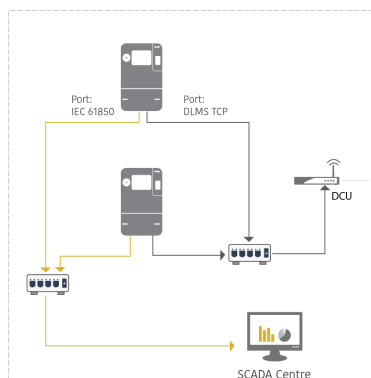 Port:
IEC 61850
Port:
DLMS TCP
DCU
SCADA Centre